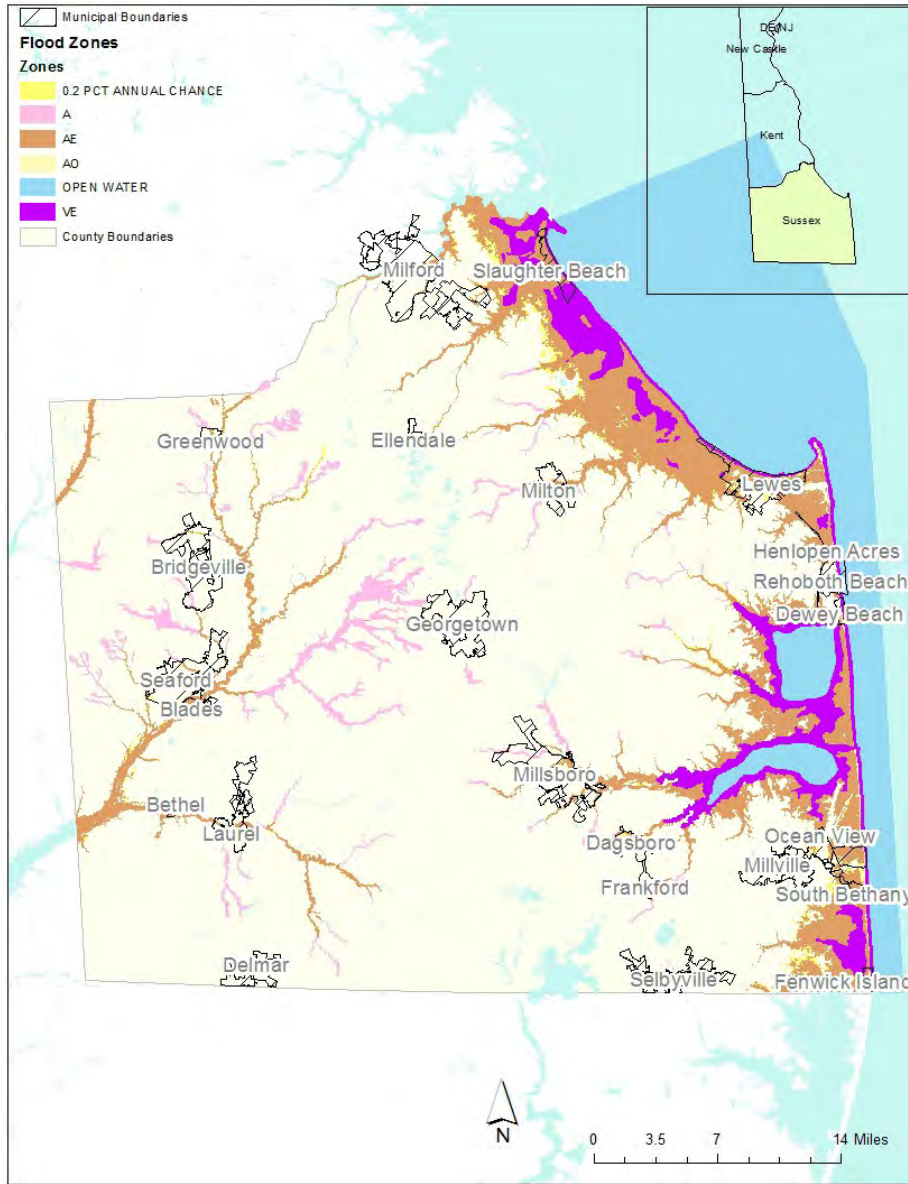 Municipal Boundaries
Flood Zones
Zones
0.2 PCT ANNUAL CHANCE
A
AE
AO
OPEN WATER
VE
County Boundaries
DE/NJ
New Castle
Kent
Sussex
Milford
Slaughter Beach
Greenwood
Ellendale
Milton
Lewes
Henlopen Acres
Bridgeville
Rehoboth Beach
Dewey Beach
Georgetown
Seaford
Blades
Millsboro
Bethel
Laurel
Dagsboro
Ocean View
Millville
Frankford
South Bethany
Delmar
Selbyville
Fenwick Island
N
0 3.5 7 14 Miles